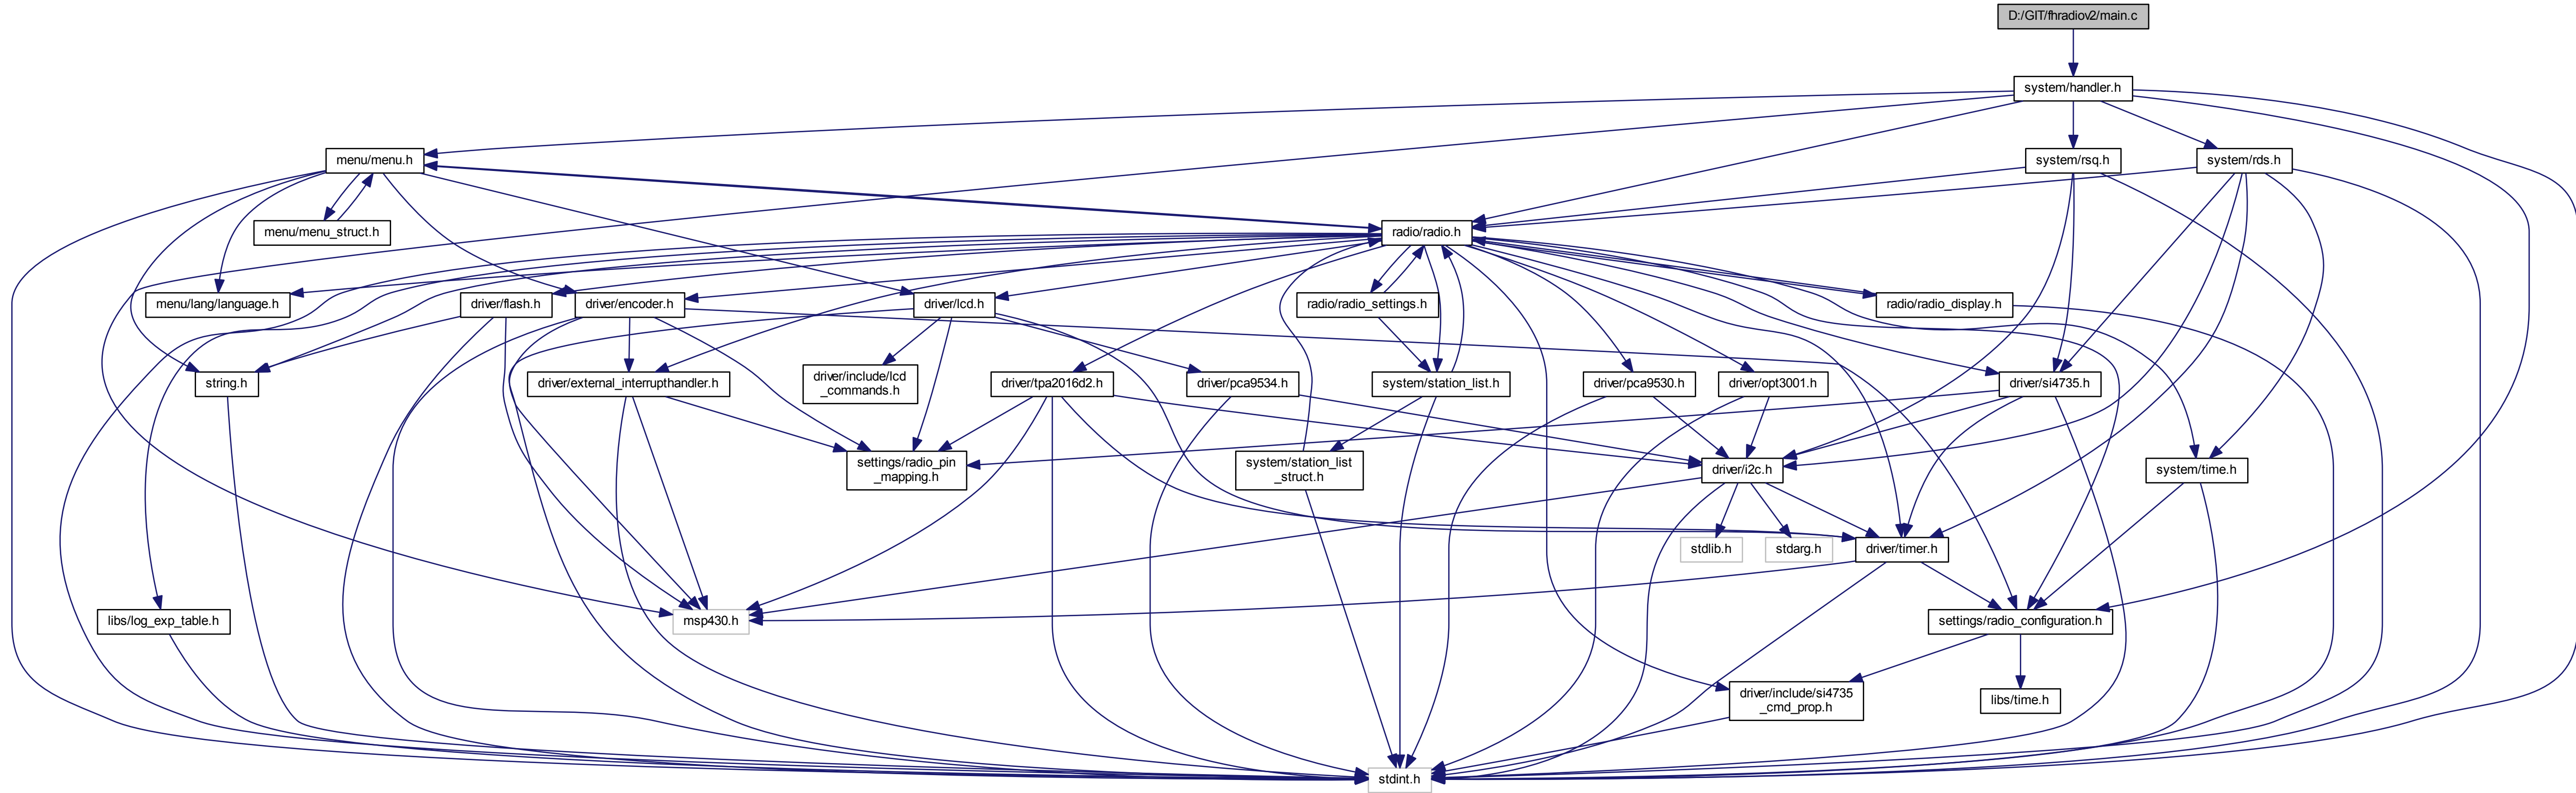 D:/GIT/fhradiov2/main.c
system/handler.h
menu/menu.h
system/rsq.h
system/rds.h
menu/menu_struct.h
radio/radio.h
menu/lang/language.h
driver/flash.h
driver/encoder.h
driver/lcd.h
radio/radio_settings.h
radio/radio_display.h
string.h
driver/external_interrupthandler.h
driver/include/lcd
_commands.h
driver/tpa2016d2.h
driver/pca9534.h
system/station_list.h
driver/pca9530.h
driver/opt3001.h
driver/si4735.h
settings/radio_pin
_mapping.h
system/station_list
_struct.h
driver/i2c.h
system/time.h
stdlib.h
stdarg.h
driver/timer.h
libs/log_exp_table.h
msp430.h
settings/radio_configuration.h
driver/include/si4735
_cmd_prop.h
libs/time.h
stdint.h